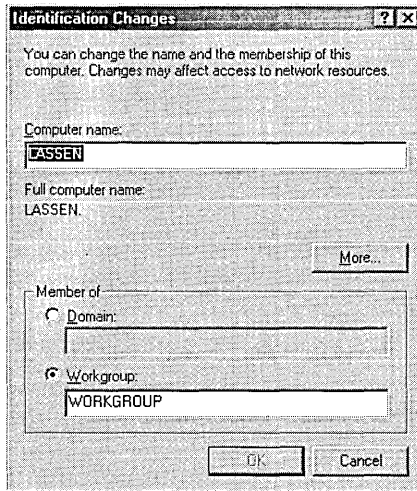 Identification Changes
You can change the name and the membership of this
computer. Changes may affect access to network resources.
Computer name:
LASSEN
Full computer name:
LASSEN.
More...
Member of
Domain:
Workgroup:
WORKGROUP
OK
Cancel